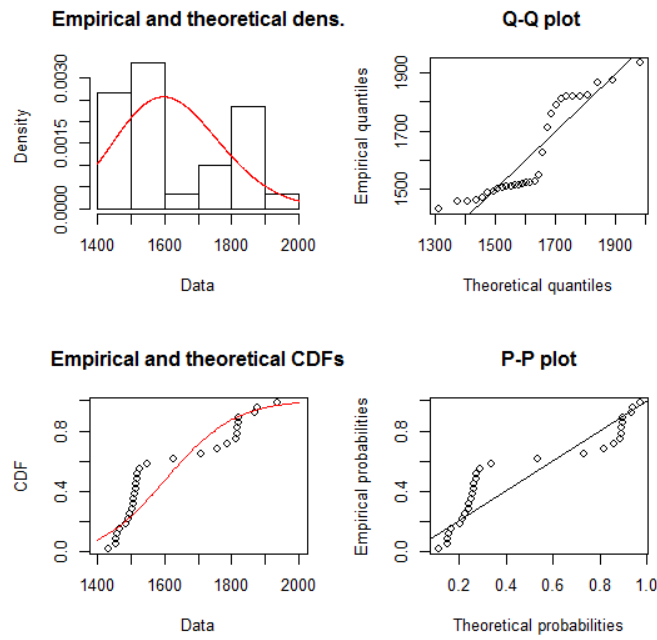 Empirical and theoretical dens.
Density
0.0000 0.0015 0.0030
1400 1600 1800 2000
Data
Q-Q plot
Empirical quantiles
1500 1700 1900
1300 1500 1700 1900
Theoretical quantiles
Empirical and theoretical CDFs
CDF
0.0 0.4 0.8
1400 1600 1800 2000
Data
P-P plot
Empirical probabilities
0.0 0.4 0.8
0.2 0.4 0.6 0.8 1.0
Theoretical probabilities